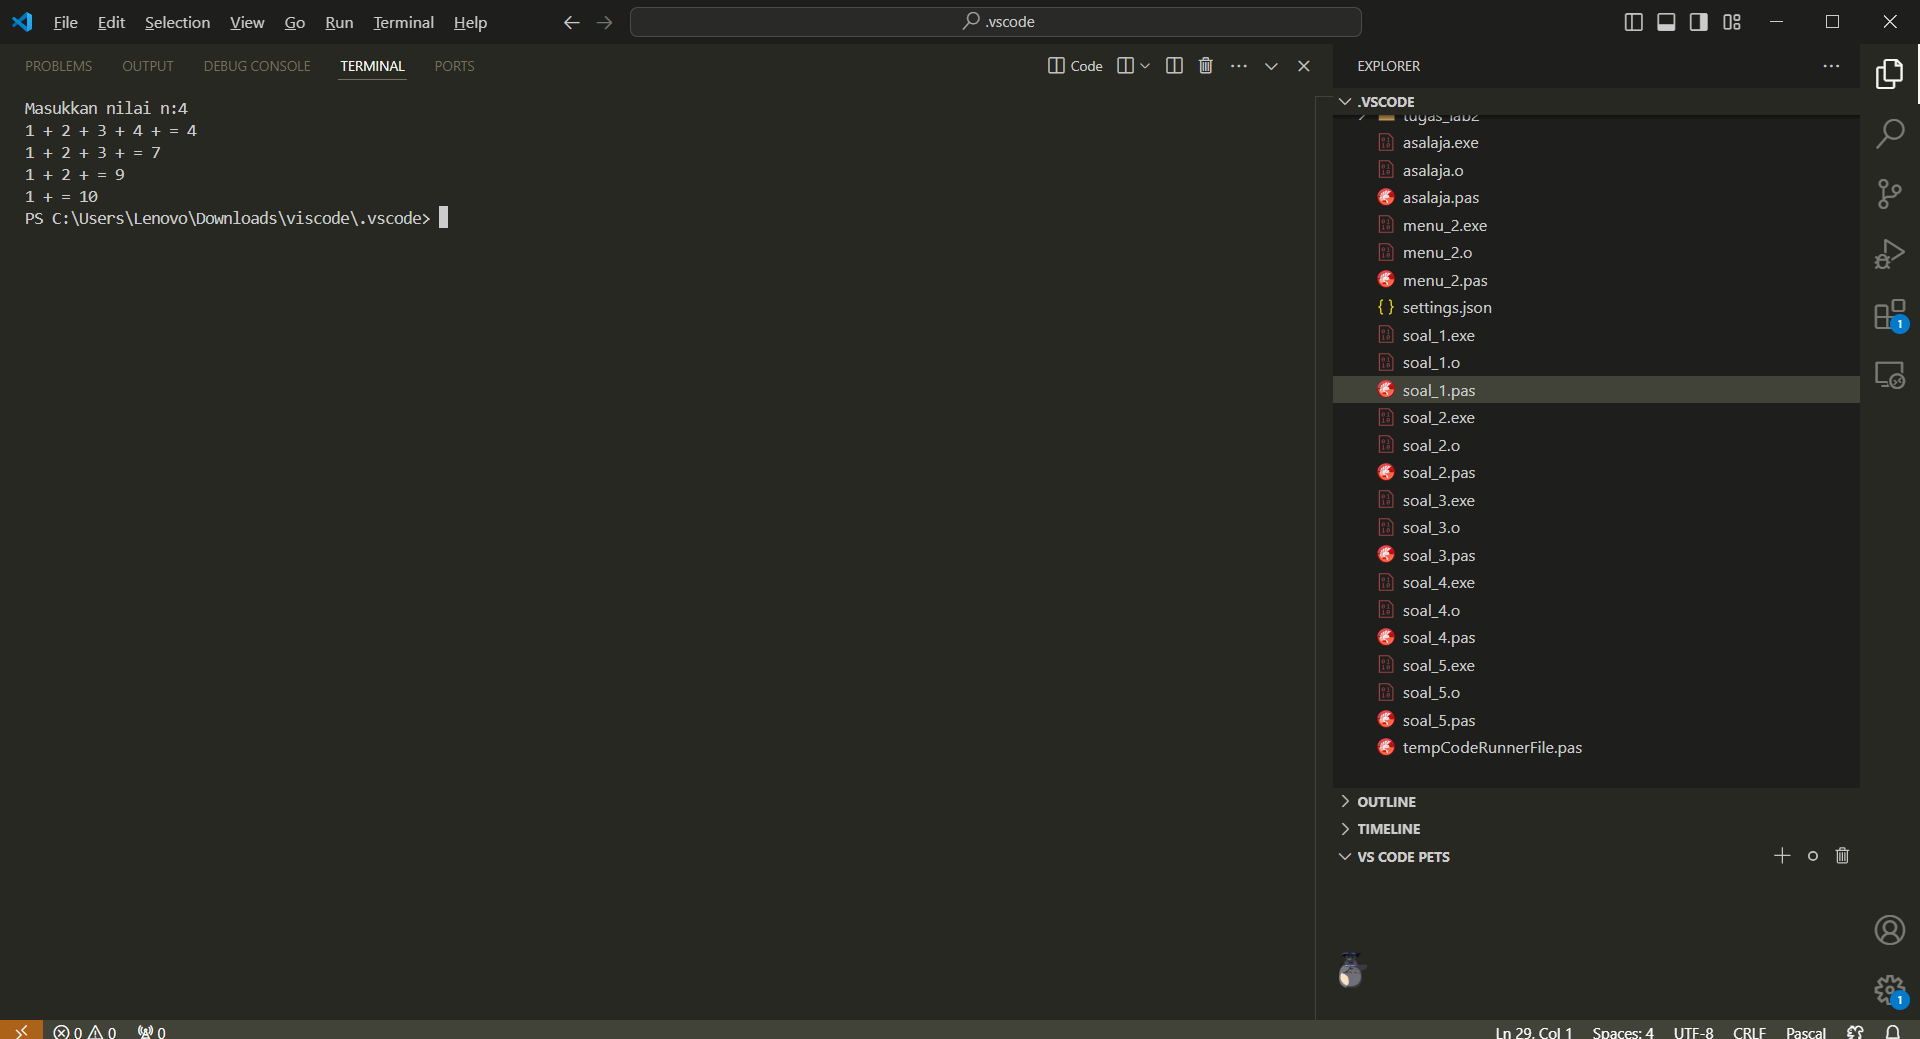 File Edit Selection View Go Run Terminal Help
.vscode
PROBLEMS OUTPUT DEBUG CONSOLE TERMINAL PORTS
Code
Masukkan nilai n:4
1 + 2 + 3 + 4 + = 4
1 + 2 + 3 + = 7
1 + 2 + = 9
1 + = 10
PS C:\Users\Lenovo\Downloads\viscode\.vscode>
EXPLORER
.VSCODE
tugas_lab2
asalaja.exe
asalaja.o
asalaja.pas
menu_2.exe
menu_2.o
menu_2.pas
settings.json
soal_1.exe
soal_1.o
soal_1.pas
soal_2.exe
soal_2.o
soal_2.pas
soal_3.exe
soal_3.o
soal_3.pas
soal_4.exe
soal_4.o
soal_4.pas
soal_5.exe
soal_5.o
soal_5.pas
tempCodeRunnerFile.pas
OUTLINE
TIMELINE
VS CODE PETS
1
1
0 0 0
Ln 29, Col 1 Spaces: 4 UTF-8 CRLF Pascal